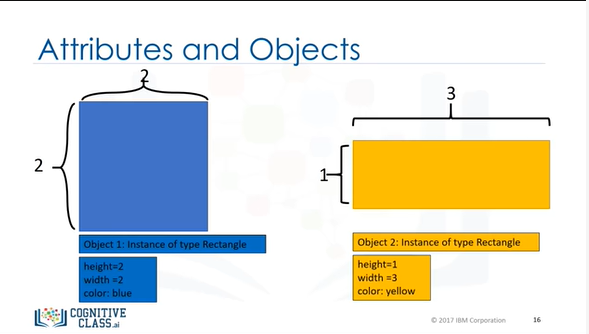 Attributes and Objects
2
2
3
1
Object 1: Instance of type Rectangle
height=2
width =2
color: blue
Object 2: Instance of type Rectangle
height=1
width =3
color: yellow
COGNITIVE
CLASS.ai
© 2017 IBM Corporation
16